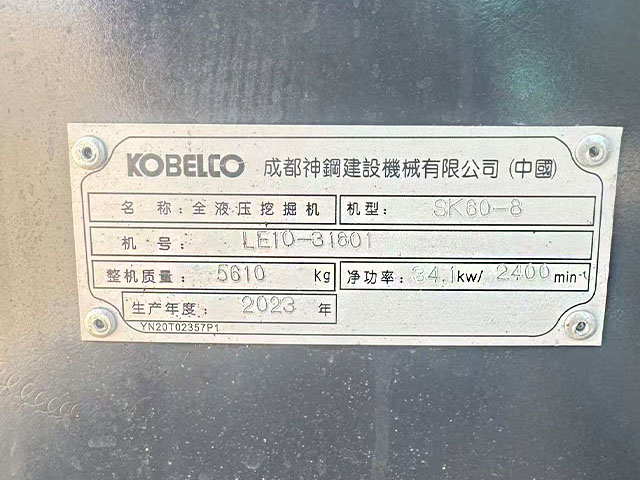 KOBELCO 成都神鋼建設機械有限公司 (中國)
名 称: 全液压挖掘机 机型: SK60-8
机 号: LE10-31601
整机质量: 5610 kg 净功率: 34.1kw/ 2400 min⁻¹
生产年度: 2023 年
YN20T02357P1